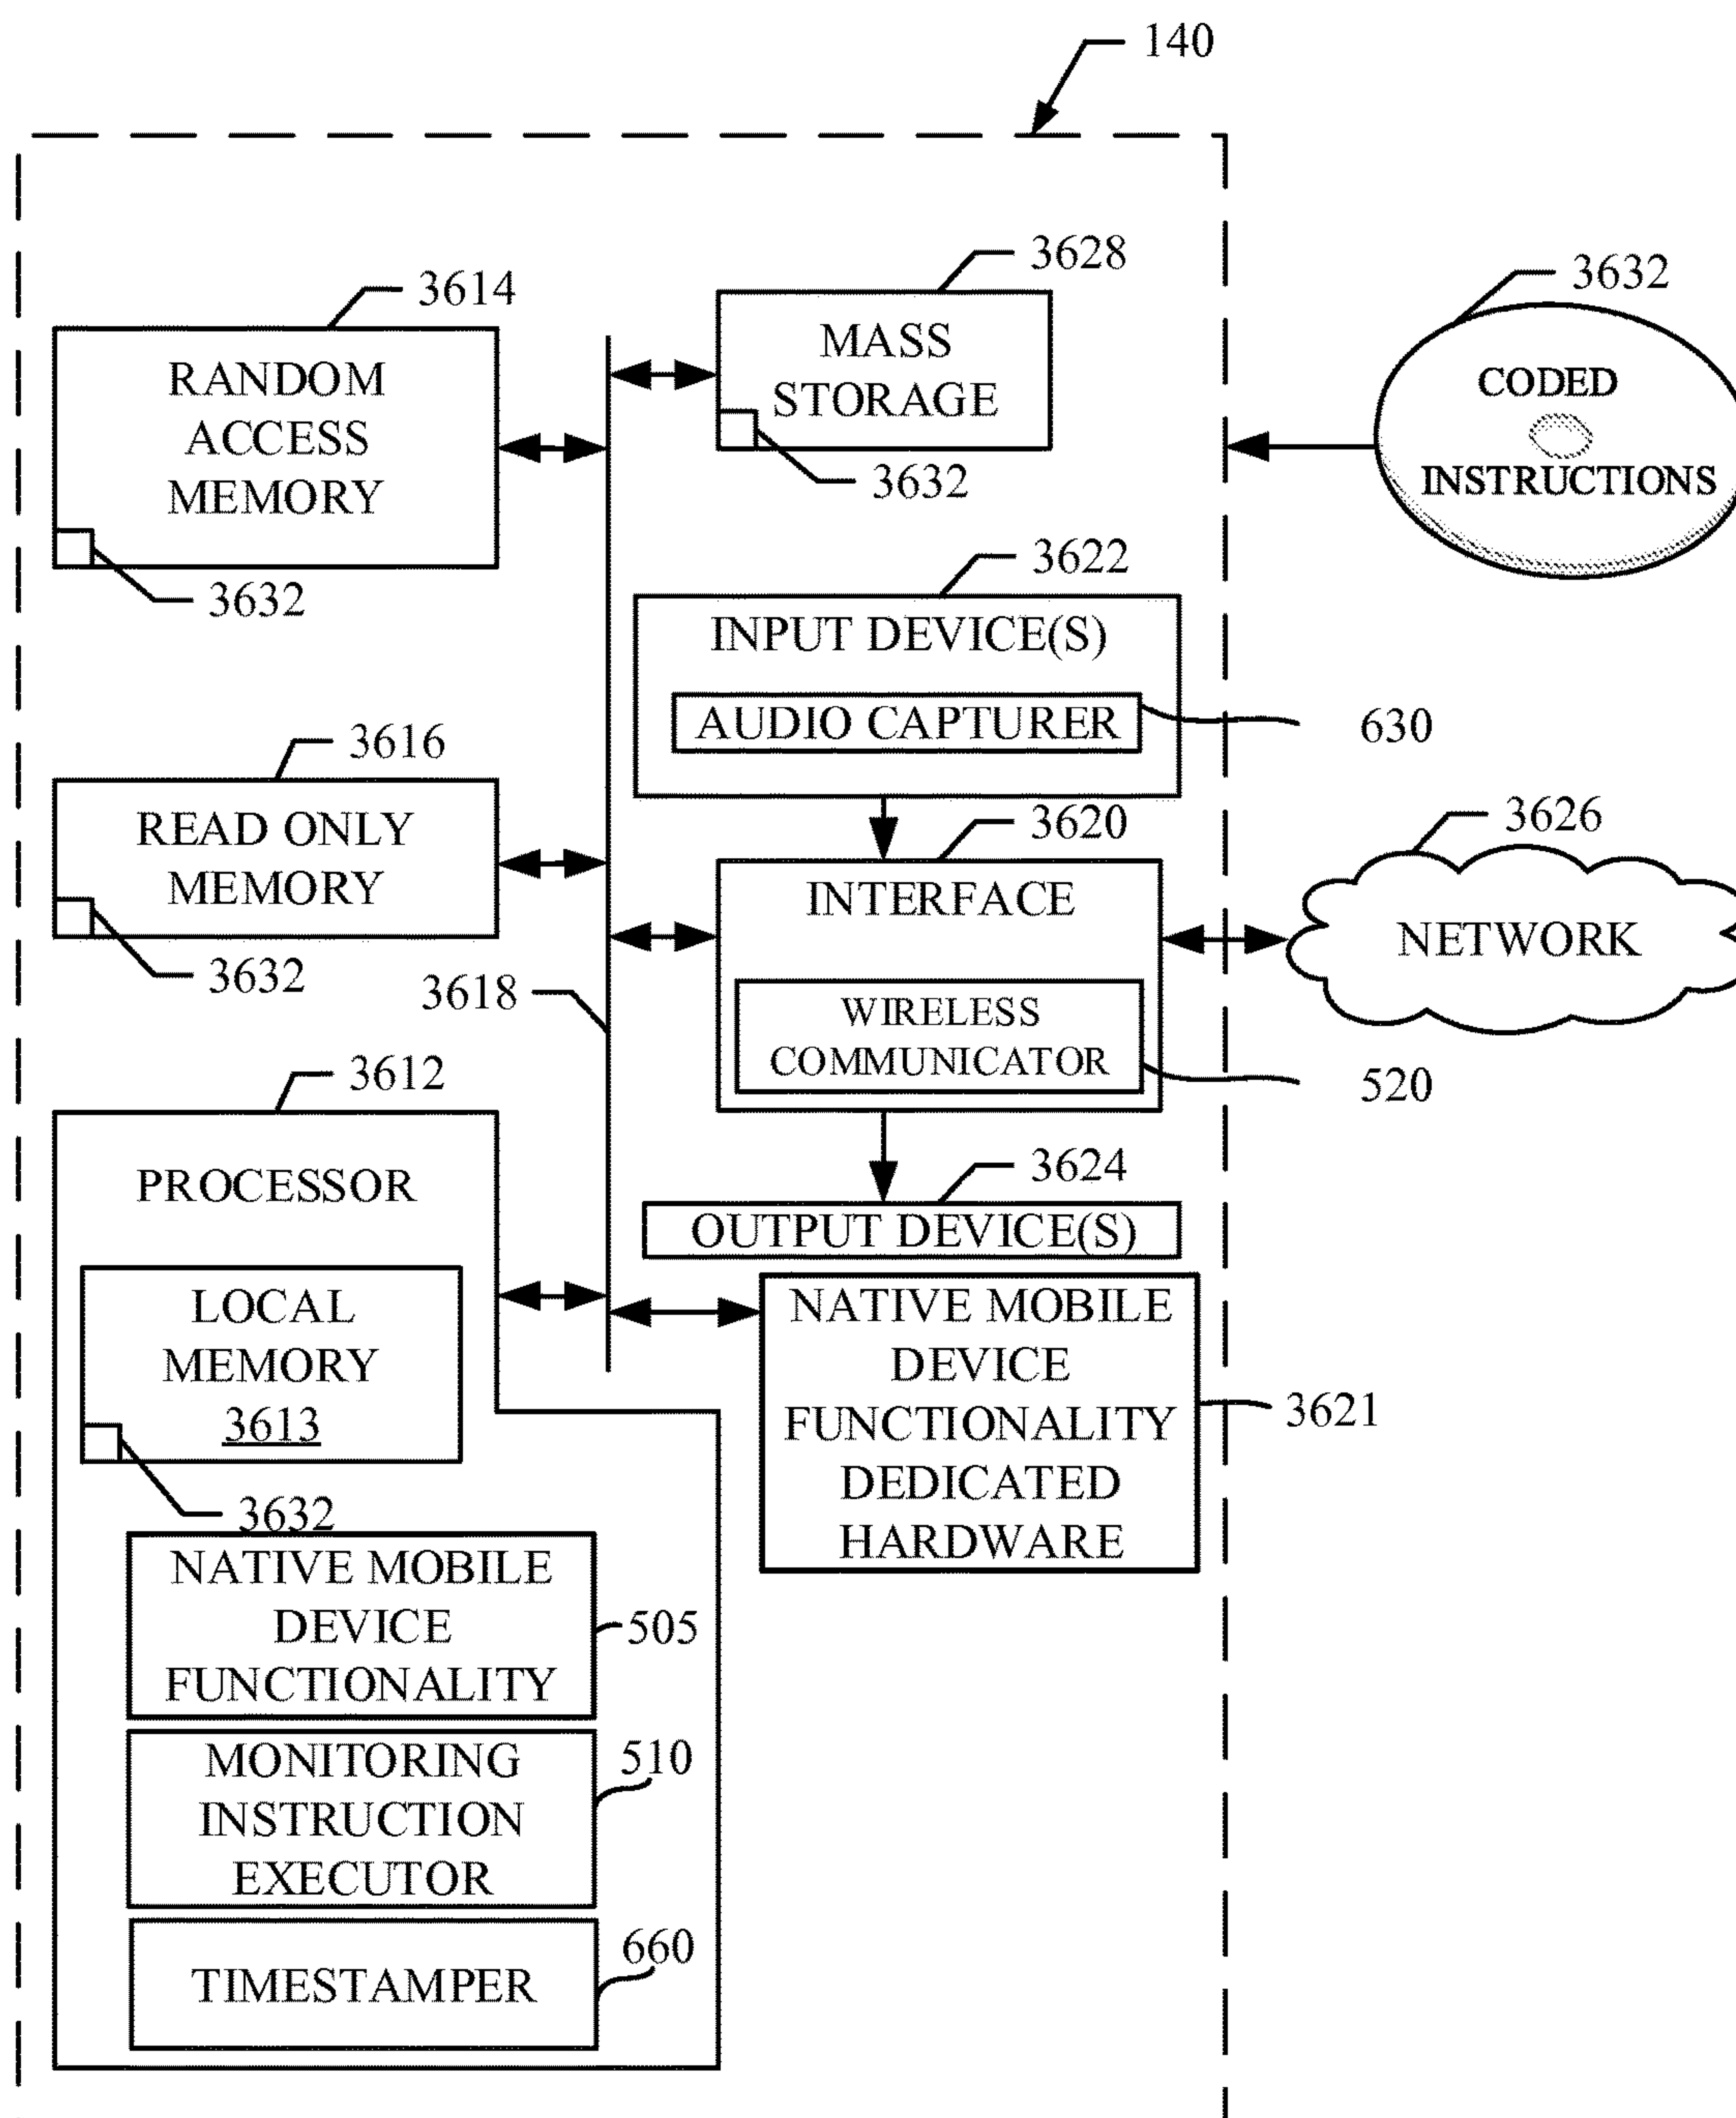 140
3628
3614
3632
MASS
STORAGE
RANDOM
ACCESS
MEMORY
CODED
INSTRUCTIONS
3632
3632
3622
INPUT DEVICE(S)
AUDIO CAPTURER
630
3616
READ ONLY
MEMORY
3632
3620
INTERFACE
3626
NETWORK
3618
WIRELESS
COMMUNICATOR
520
3612
PROCESSOR
3624
OUTPUT DEVICE(S)
LOCAL
MEMORY
3613
3632
NATIVE MOBILE
DEVICE
FUNCTIONALITY
DEDICATED
HARDWARE
3621
NATIVE MOBILE
DEVICE
FUNCTIONALITY
505
MONITORING
INSTRUCTION
EXECUTOR
510
TIMESTAMPER
660